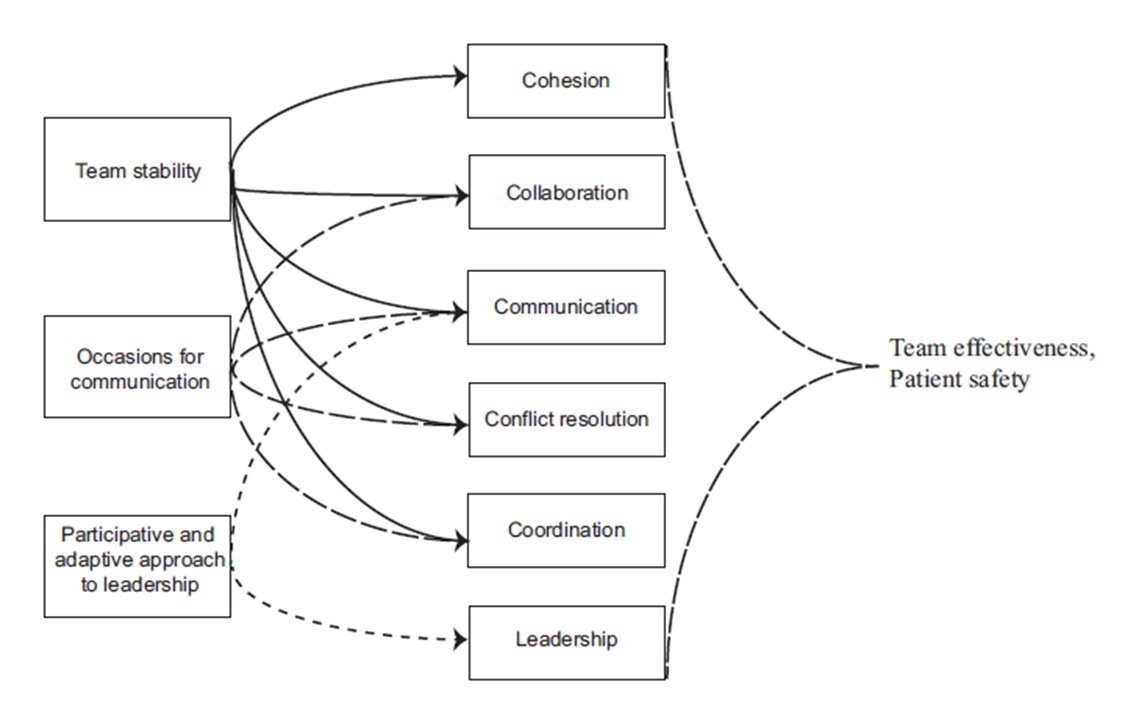 Cohesion
Team stability
Collaboration
Communication
Occasions for
communication
Team effectiveness,
Patient safety
Conflict resolution
Coordination
Participative and
adaptive approach
to leadership
Leadership